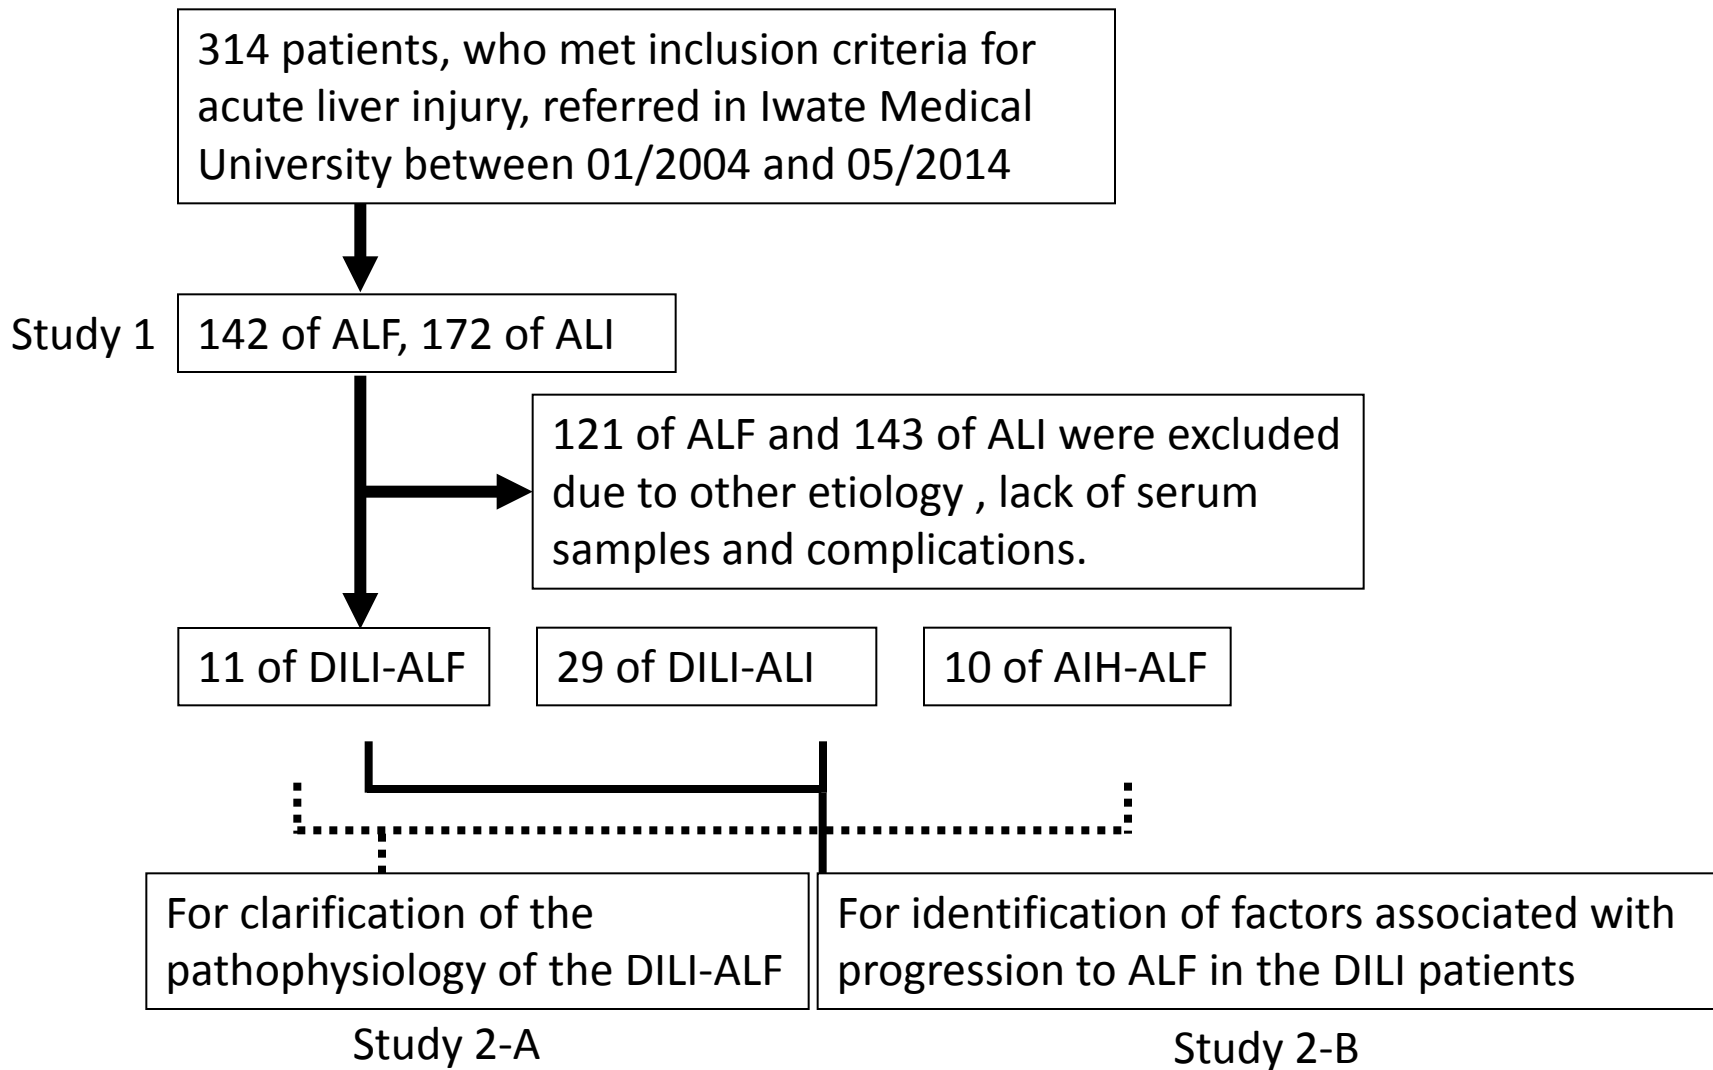 314 patients, who met inclusion criteria for
acute liver injury, referred in Iwate Medical
University between 01/2004 and 05/2014
Study 1
142 of ALF, 172 of ALI
121 of ALF and 143 of ALI were excluded
due to other etiology , lack of serum
samples and complications.
11 of DILI-ALF
29 of DILI-ALI
10 of AIH-ALF
For clarification of the
pathophysiology of the DILI-ALF
Study 2-A
For identification of factors associated with
progression to ALF in the DILI patients
Study 2-B